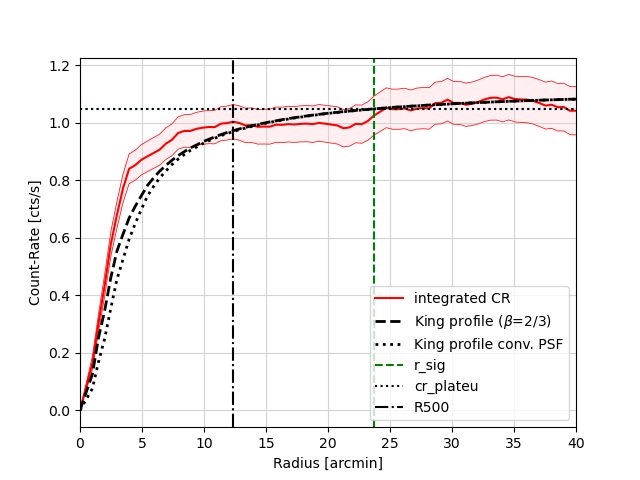 1.2
1.0
0.8
0.6
0.4
0.2
0.0
Count-Rate [cts/s]
integrated CR
King profile (β=2/3)
King profile conv. PSF
r_sig
cr_plateu
R500
0 5 10 15 20 25 30 35 40
Radius [arcmin]